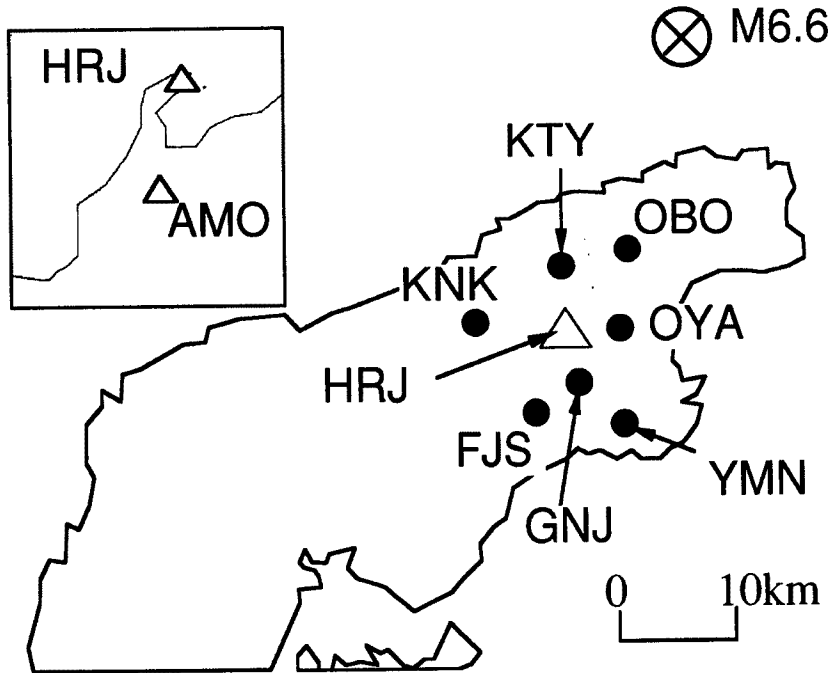 M6.6
HRJ
AMO
KTY
OBO
KNK
OYA
HRJ
FJS
YMN
GNJ
0 10km